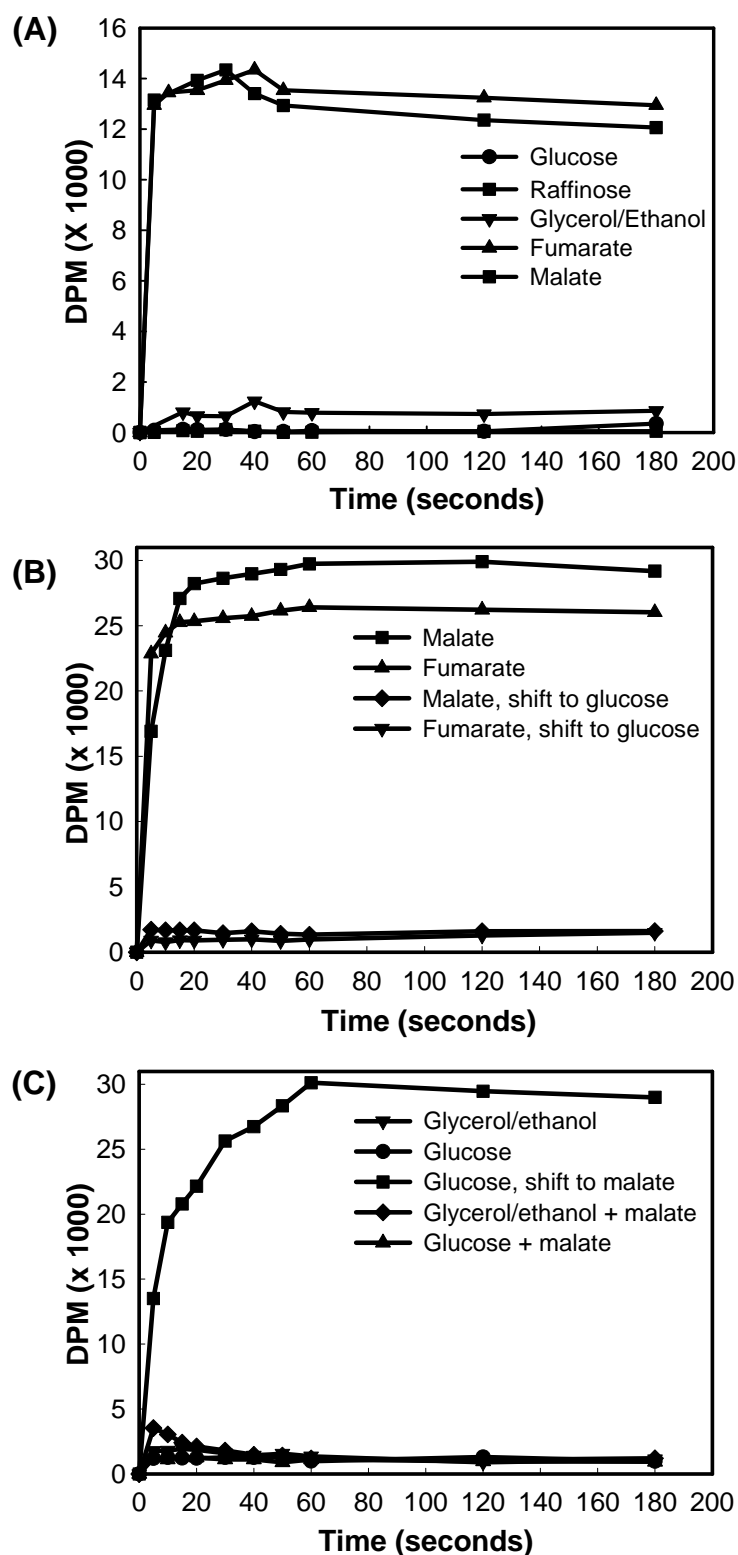 (A)
16
14
12
10
8
6
4
2
0
DPM (X 1000)
Glucose
Raffinose
Glycerol/Ethanol
Fumarate
Malate
0 20 40 60 80 100 120 140 160 180 200
Time (seconds)
(B)
30
25
20
15
10
5
0
DPM (x 1000)
Malate
Fumarate
Malate, shift to glucose
Fumarate, shift to glucose
0 20 40 60 80 100 120 140 160 180 200
Time (seconds)
(C)
30
25
20
15
10
5
0
DPM (x 1000)
Glycerol/ethanol
Glucose
Glucose, shift to malate
Glycerol/ethanol + malate
Glucose + malate
0 20 40 60 80 100 120 140 160 180 200
Time (seconds)